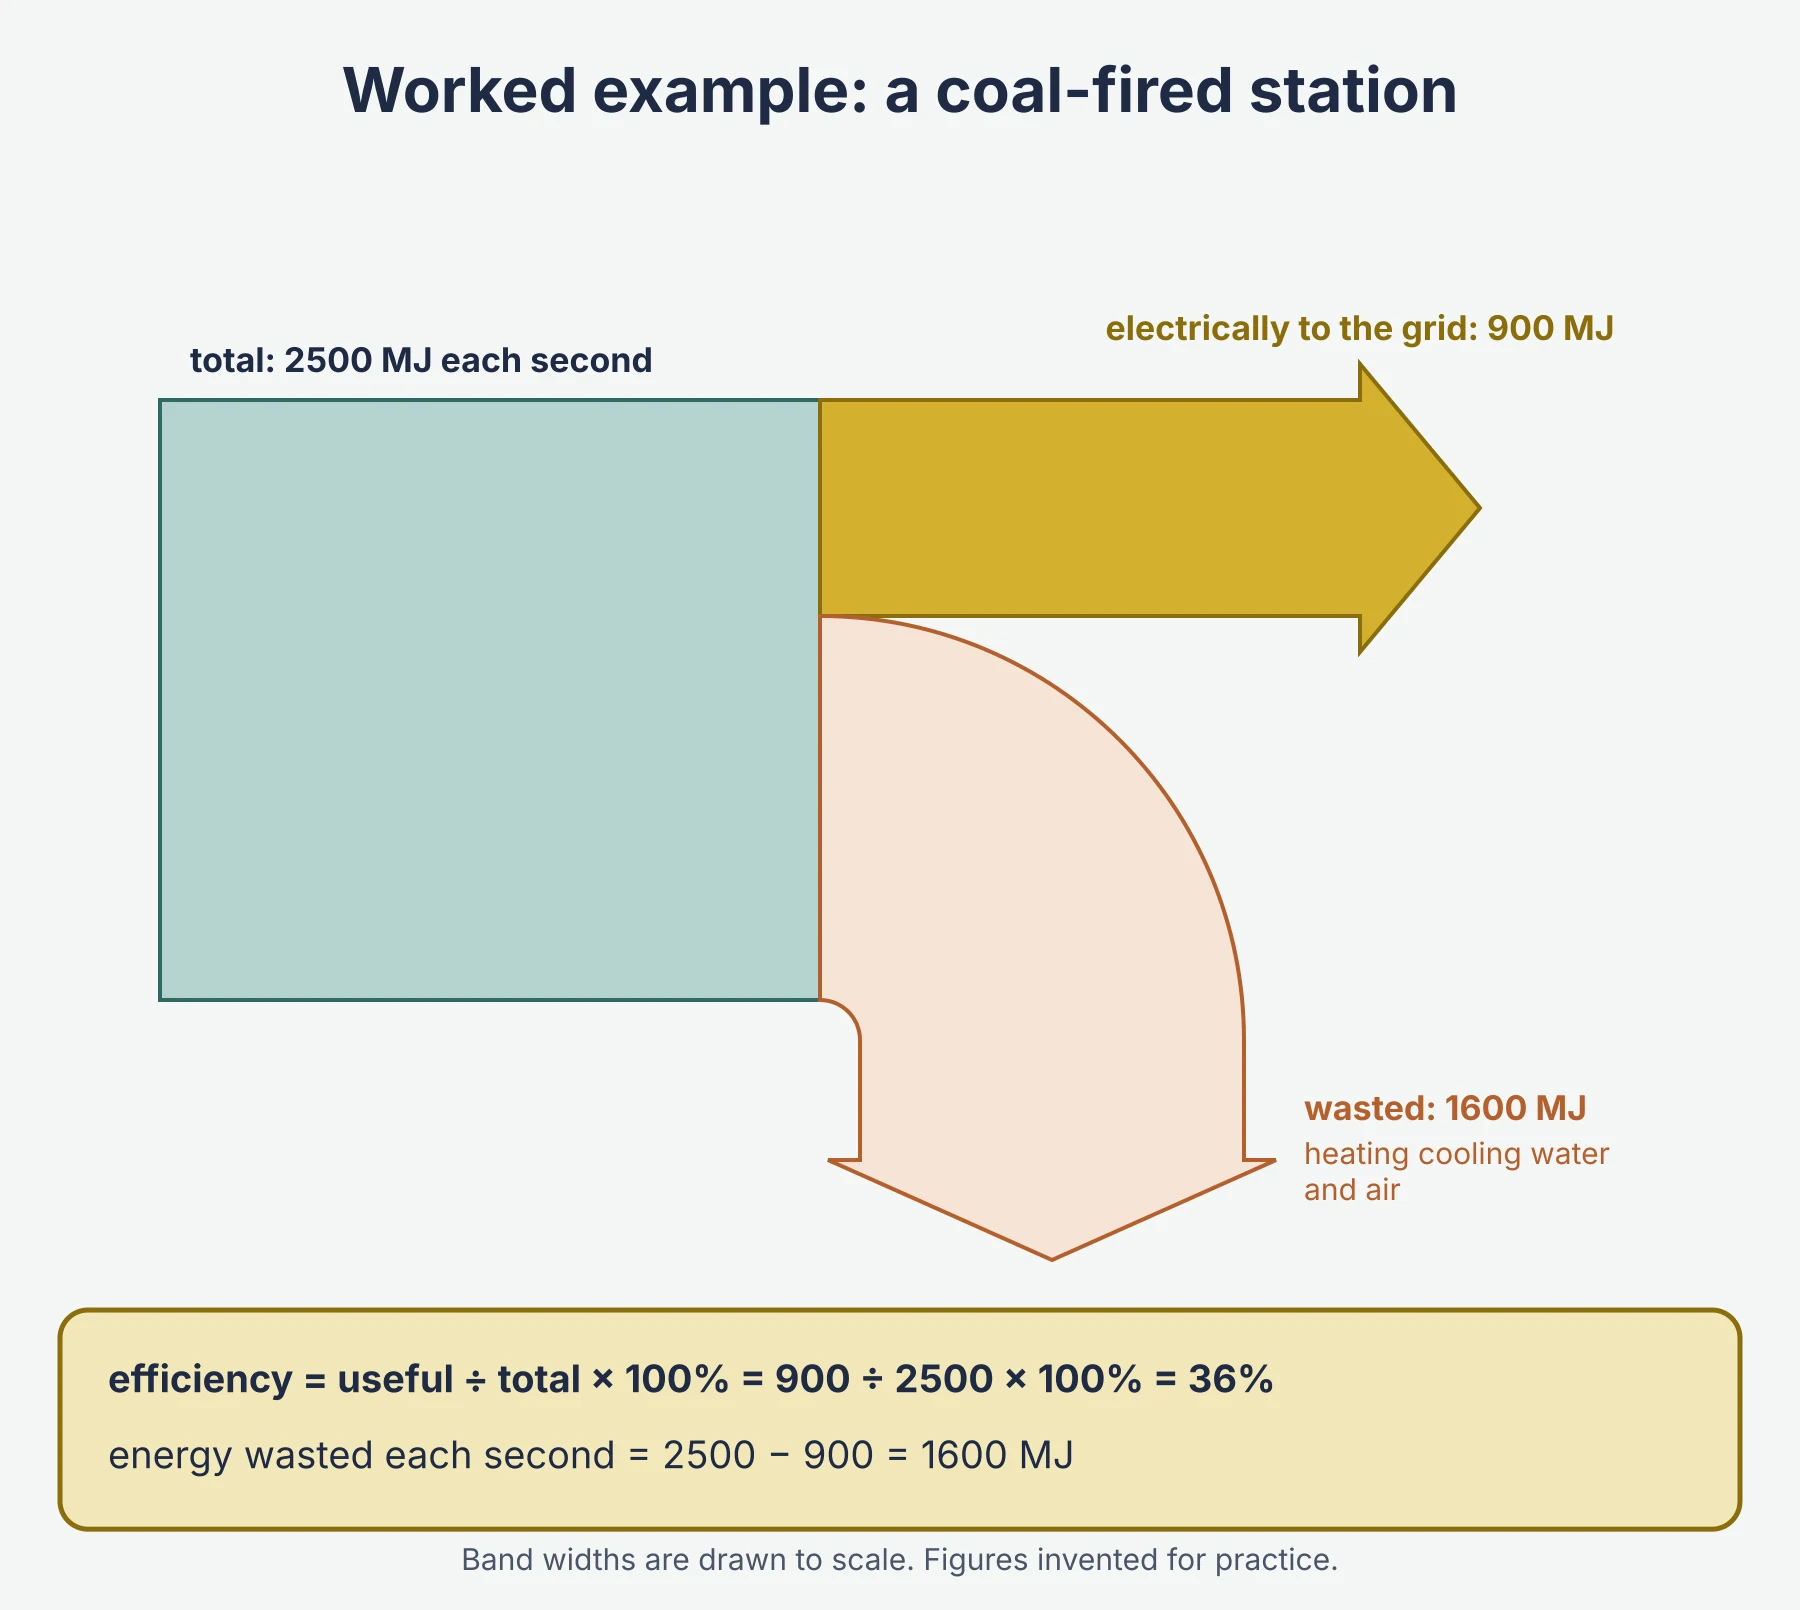 Worked example: a coal-fired station
electrically to the grid: 900 MJ
total: 2500 MJ each second
wasted: 1600 MJ
heating cooling water
and air
efficiency = useful ÷ total × 100% = 900 ÷ 2500 × 100% = 36%
energy wasted each second = 2500 − 900 = 1600 MJ
Band widths are drawn to scale. Figures invented for practice.